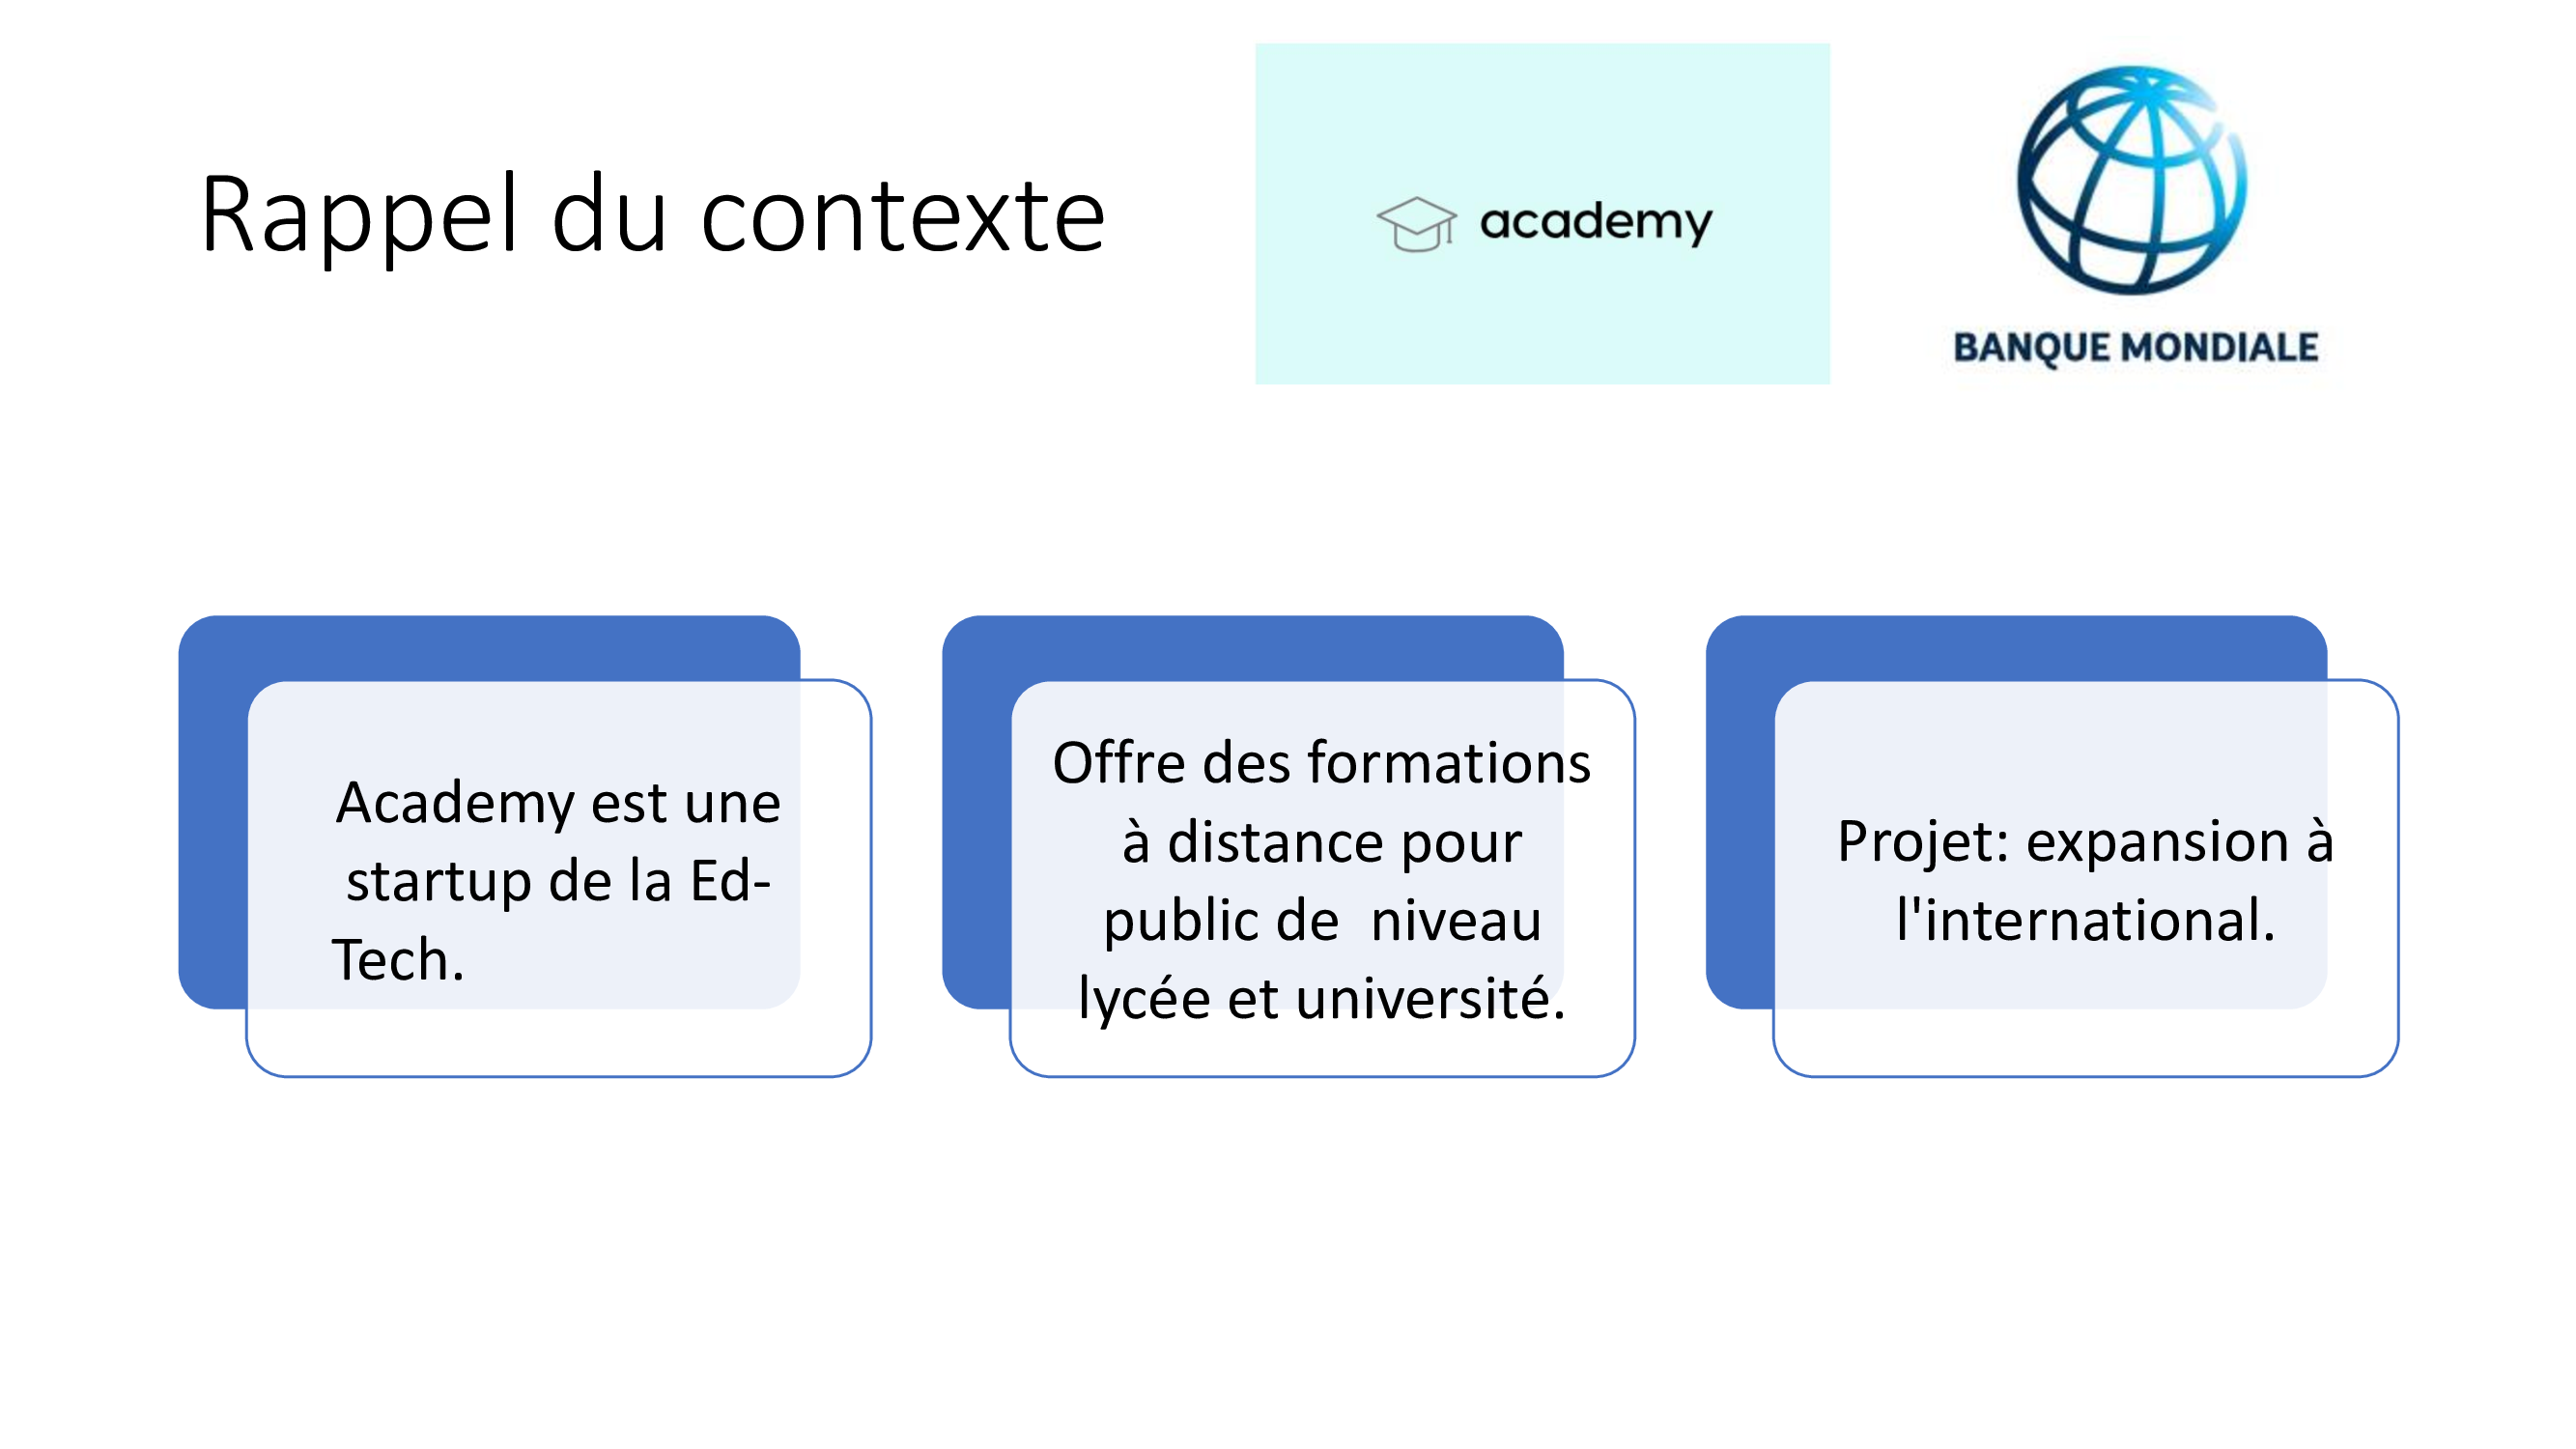 Rappel du contexte
academy
BANQUE MONDIALE
Academy est une
startup de la Ed-
Tech.
Offre des formations
à distance pour
public de  niveau
lycée et université.
Projet: expansion à
l'international.